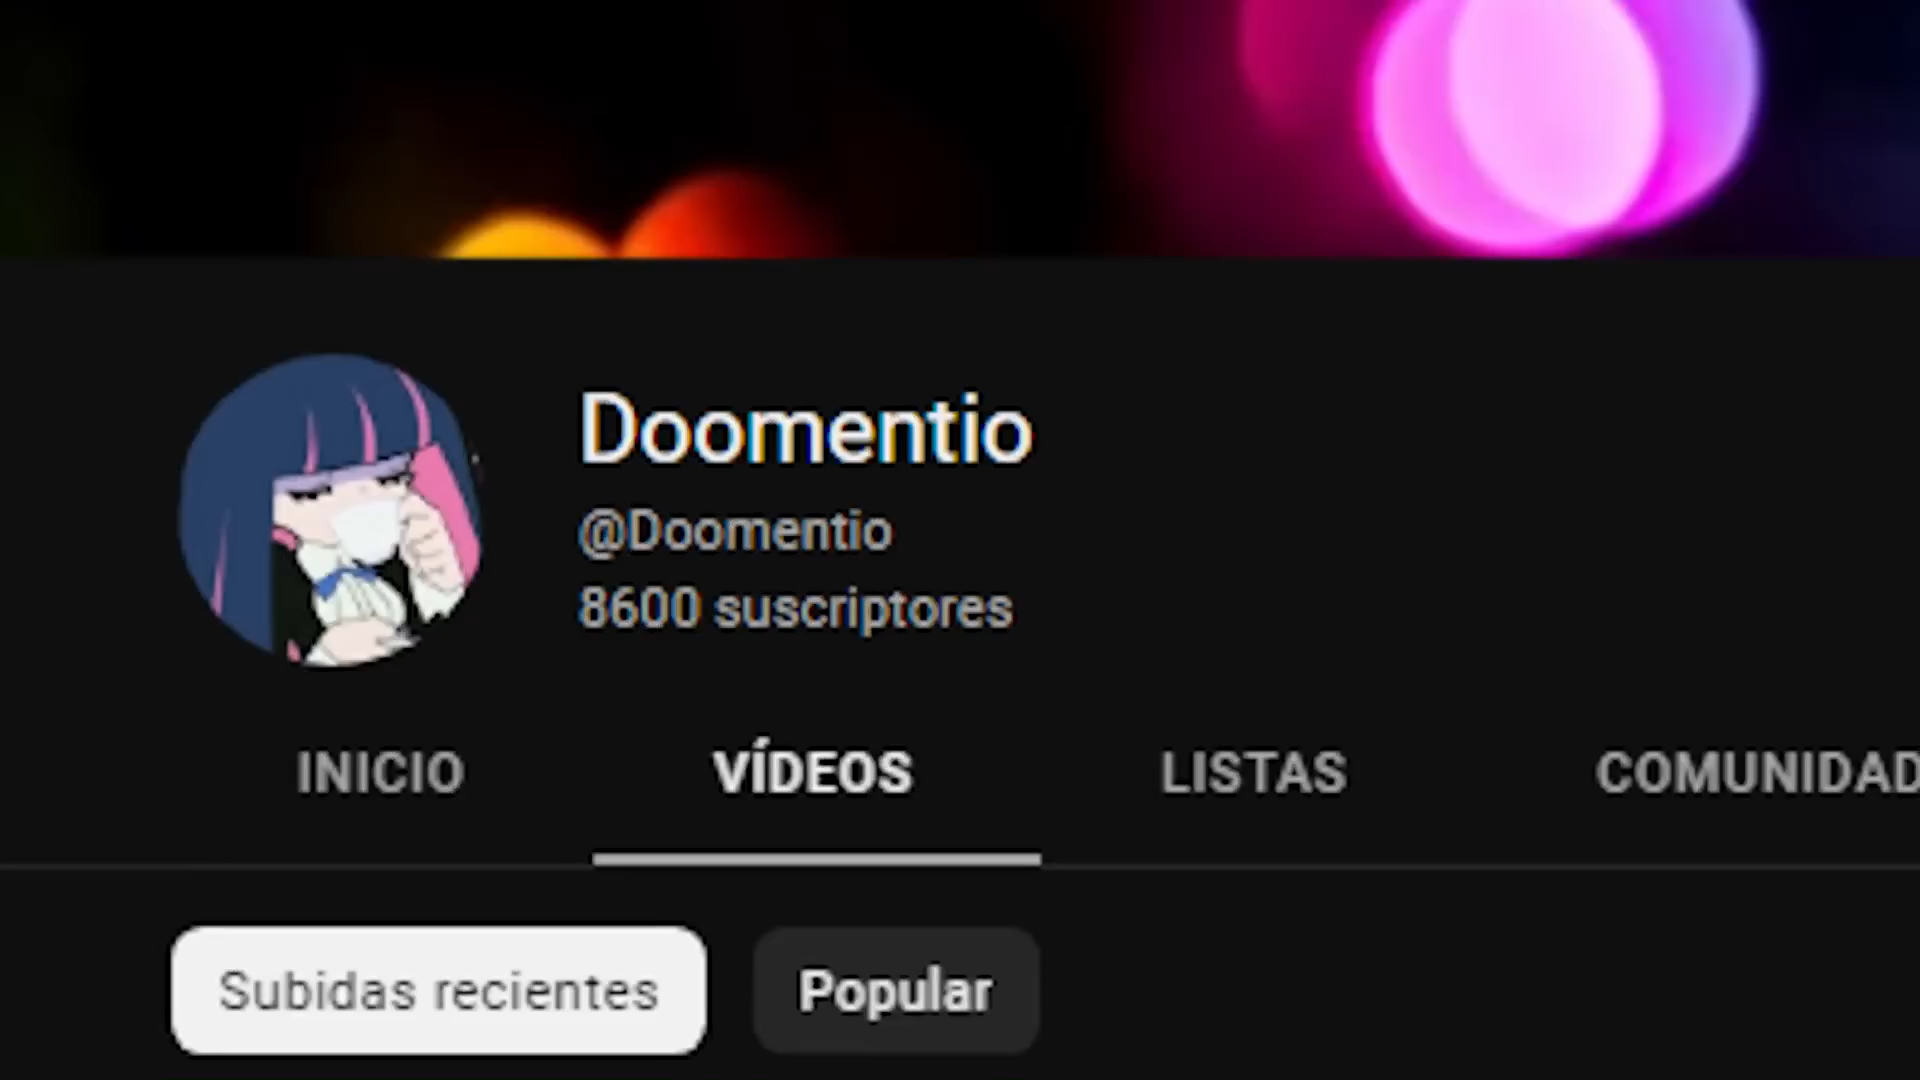 Doomentio
@Doomentio
8600 suscriptores
INICIO VÍDEOS LISTAS COMUNIDAD
Subidas recientes Popular